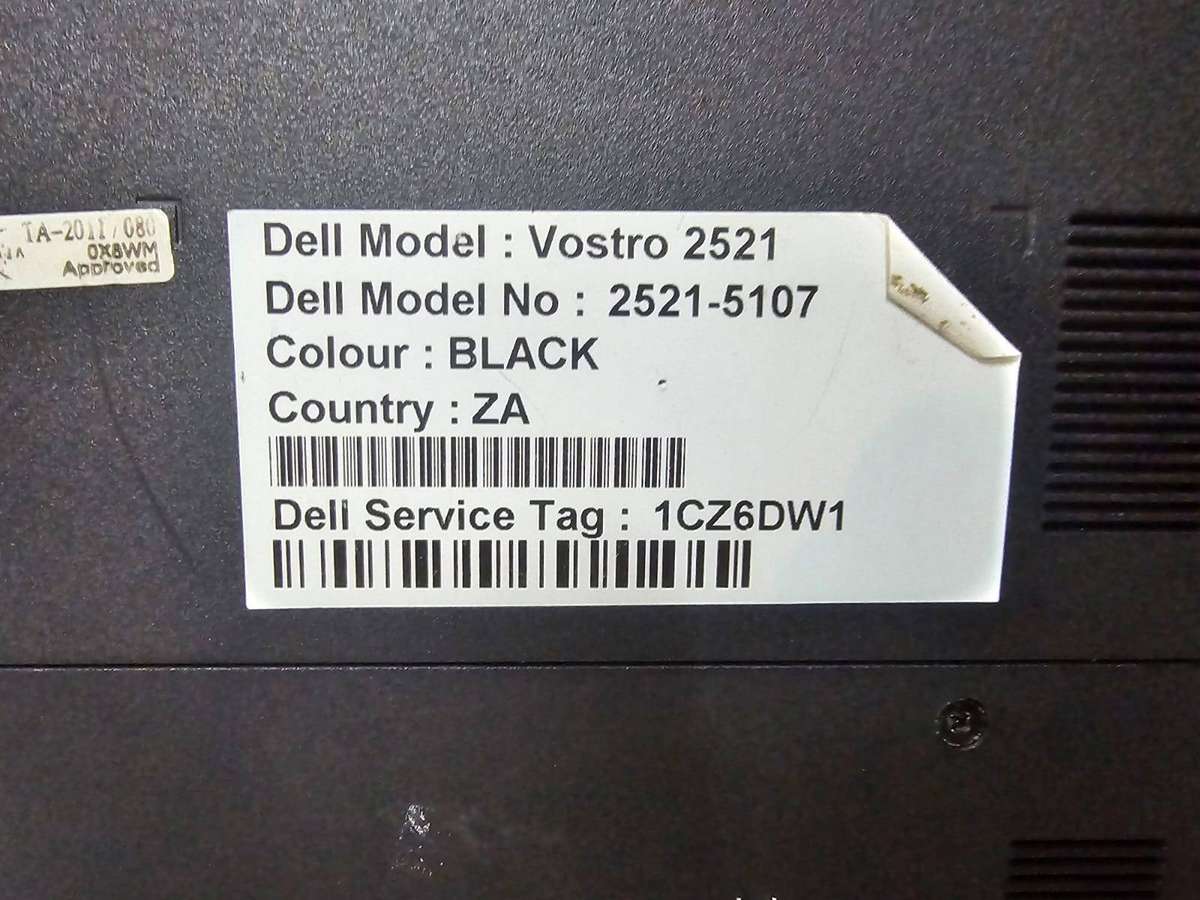 TA-2011/080
0X8WM
Approved
Dell Model : Vostro 2521
Dell Model No : 2521-5107
Colour : BLACK
Country : ZA
Dell Service Tag : 1CZ6DW1